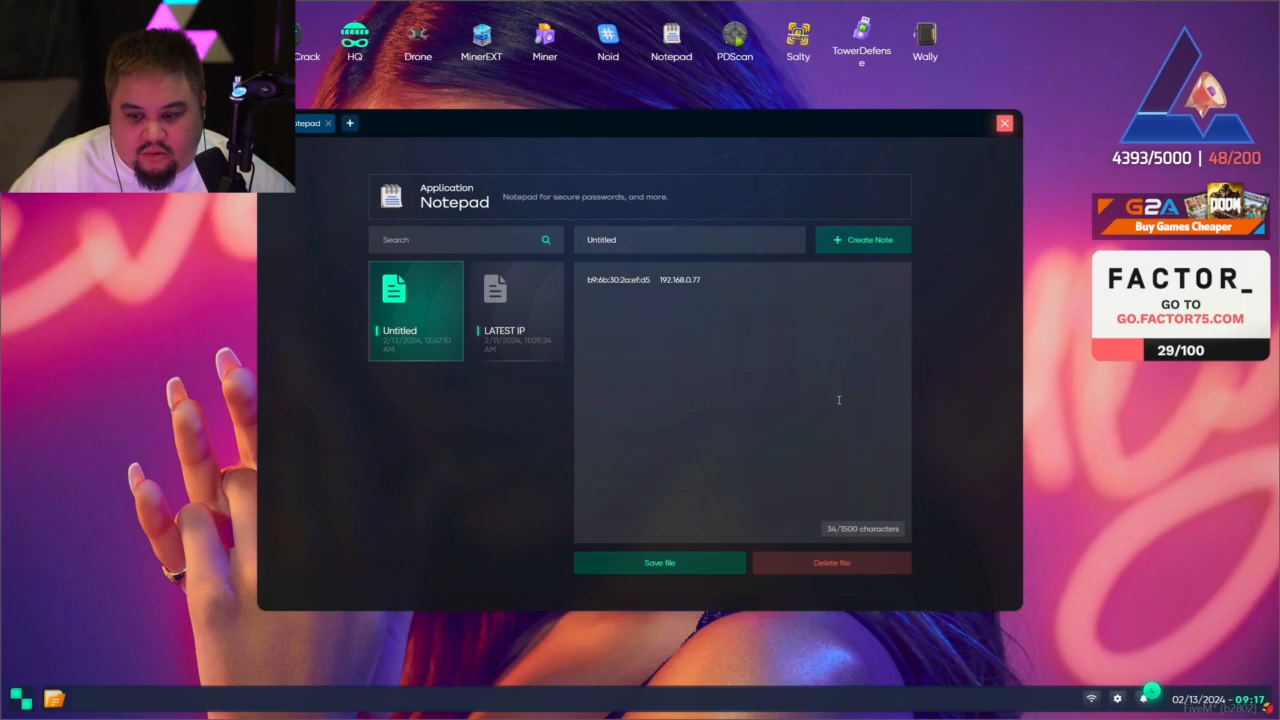 Crack
HQ
Drone
MinerEXT
Miner
Noid
Notepad
PDScan
Salty
TowerDefens
e
Wally
otepad
Application
Notepad
Notepad for secure passwords, and more.
Search
Untitled
Create Note
b9:6b:30:2a:ef:d5 192.168.0.77
Untitled
2/13/2024, 12:47:10
AM
LATEST IP
2/11/2024, 11:09:24
AM
34/1500 characters
Save file
Delete file
4393/5000 | 48/200
G2A
DOOM
Buy Games Cheaper
FACTOR_
GO TO
GO.FACTOR75.COM
29/100
02/13/2024 - 09:17
FiveM® (b2802)